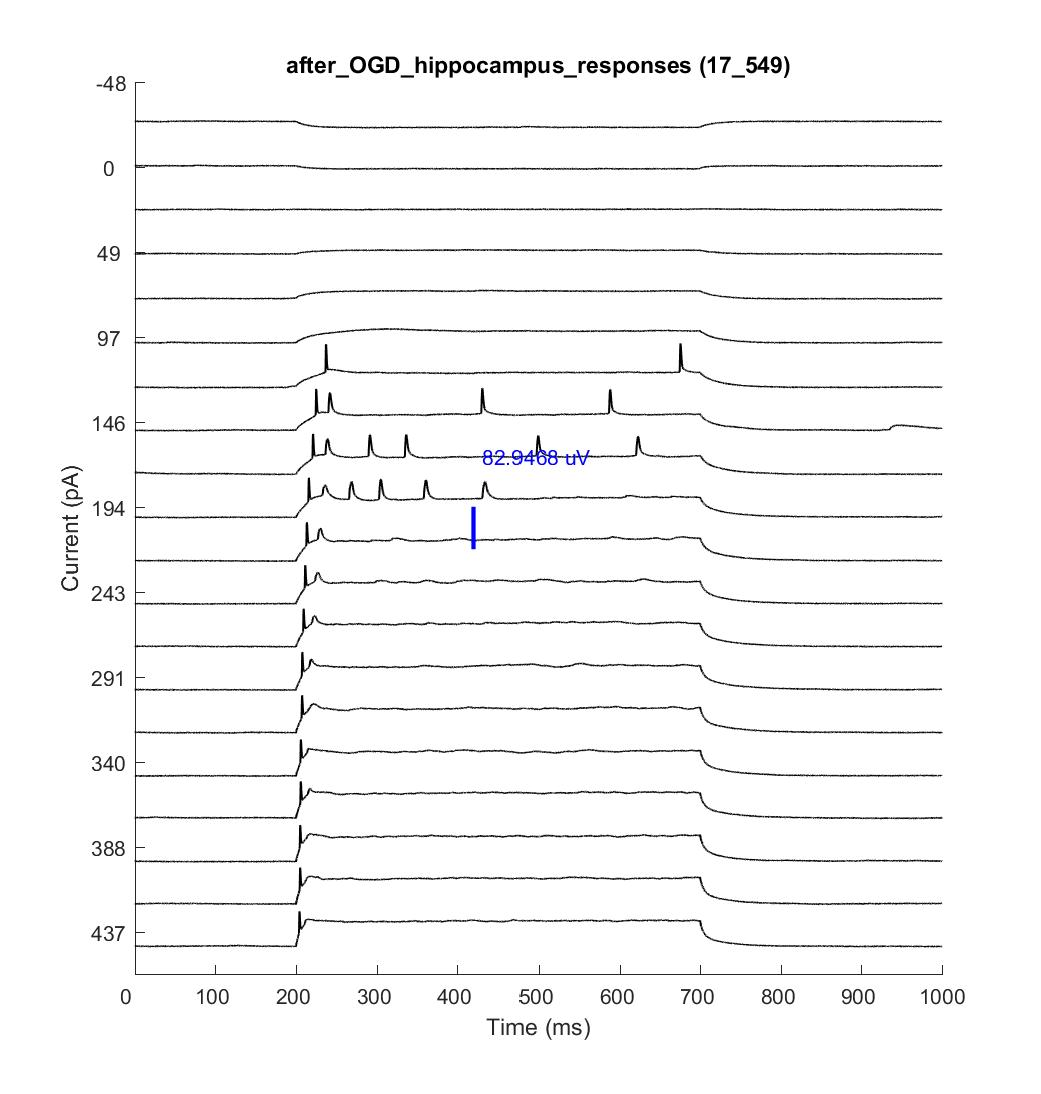 after_OGD_hippocampus_responses (17_549)
-48
0
49
97
146
82.9468 uV
194
243
291
340
388
437
Current (pA)
0 100 200 300 400 500 600 700 800 900 1000
Time (ms)